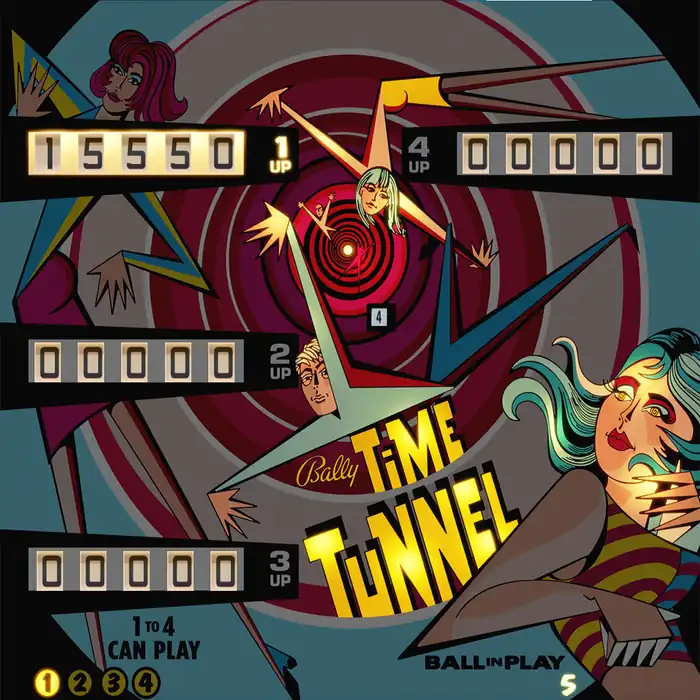 15550 1 UP
4 UP 00000
4
00000 2 UP
Bally TiME TUNNEL
00000 3 UP
1 TO 4
CAN PLAY
1 2 3 4
BALL IN PLAY
5